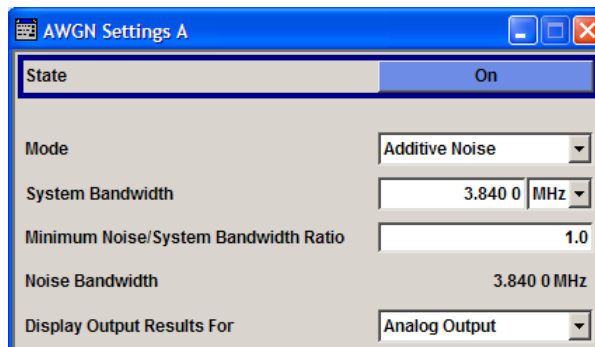 AWGN Settings A
State On
Mode Additive Noise
System Bandwidth 3.840 0 MHz
Minimum Noise/System Bandwidth Ratio 1.0
Noise Bandwidth 3.840 0 MHz
Display Output Results For Analog Output